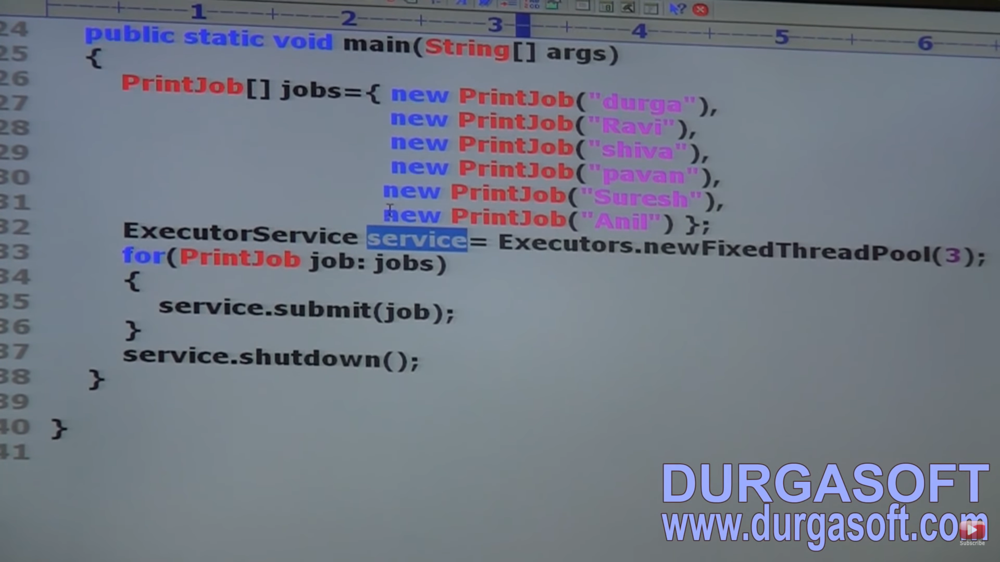 1 2 3 4 5 6
24 public static void main(String[] args)
25 {
26 PrintJob[] jobs={ new PrintJob("durga"),
27 new PrintJob("Ravi"),
28 new PrintJob("shiva"),
29 new PrintJob("pavan"),
30 new PrintJob("Suresh"),
31 new PrintJob("Anil") };
32 ExecutorService service= Executors.newFixedThreadPool(3);
33 for(PrintJob job: jobs)
34 {
35 service.submit(job);
36 }
37 service.shutdown();
38 }
39
40 }
41
DURGASOFT
www.durgasoft.com
Subscribe